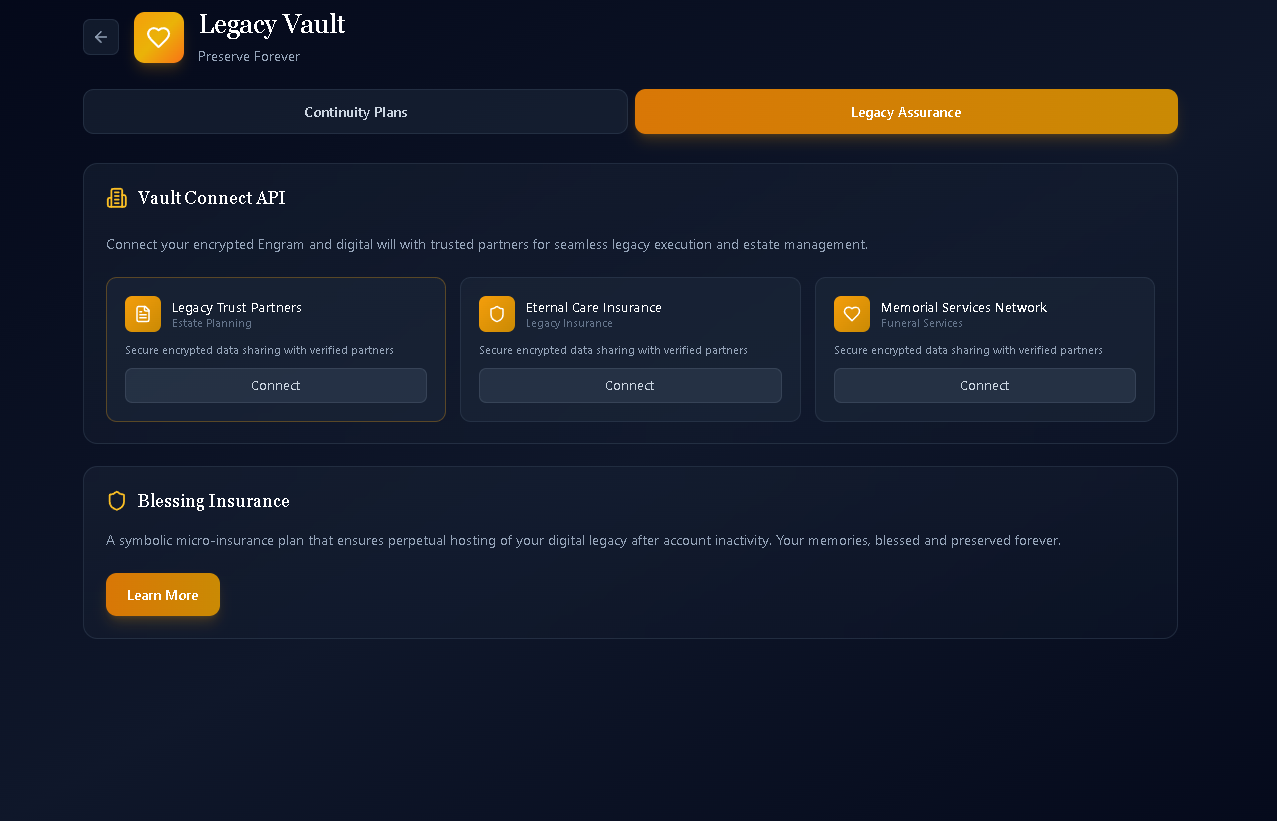 Legacy Vault
Preserve Forever
Continuity Plans
Legacy Assurance
Vault Connect API
Connect your encrypted Engram and digital will with trusted partners for seamless legacy execution and estate management.
Legacy Trust Partners
Estate Planning
Secure encrypted data sharing with verified partners
Connect
Eternal Care Insurance
Legacy Insurance
Secure encrypted data sharing with verified partners
Connect
Memorial Services Network
Funeral Services
Secure encrypted data sharing with verified partners
Connect
Blessing Insurance
A symbolic micro-insurance plan that ensures perpetual hosting of your digital legacy after account inactivity. Your memories, blessed and preserved forever.
Learn More